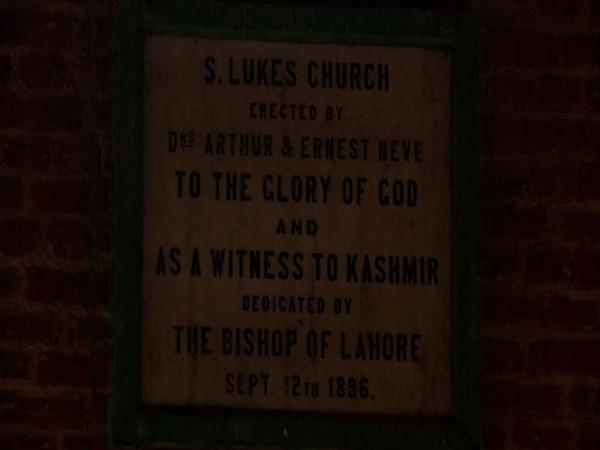 S. LUKES CHURCH
ERECTED BY
DRS ARTHUR & ERNEST NEVE
TO THE GLORY OF GOD
AND
AS A WITNESS TO KASHMIR
DEDICATED BY
THE BISHOP OF LAHORE
SEPT. 12TH 1896.